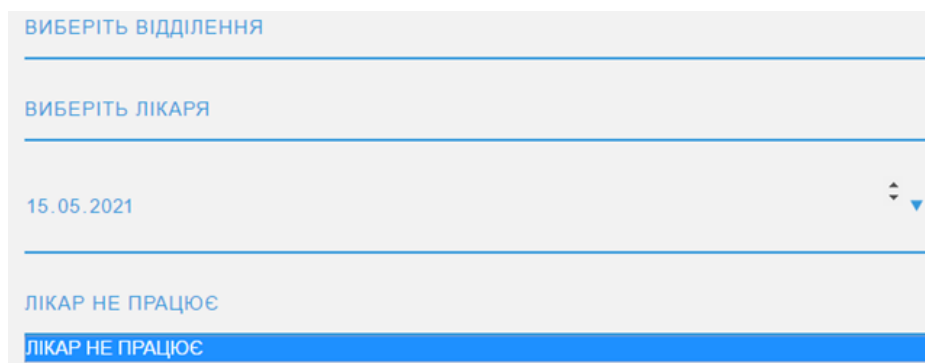 ВИБЕРІТЬ ВІДДІЛЕННЯ
ВИБЕРІТЬ ЛІКАРЯ
15.05.2021
ЛІКАР НЕ ПРАЦЮЄ
ЛІКАР НЕ ПРАЦЮЄ